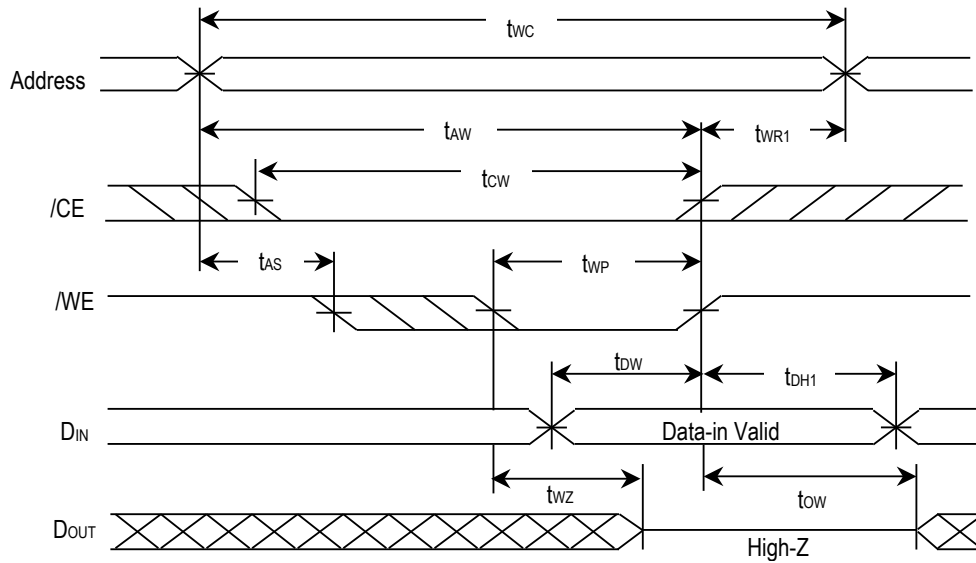 tWC
Address
tAW
tWR1
tCW
/CE
tAS
tWP
/WE
tDW
tDH1
DIN
Data-in Valid
tWZ
tOW
DOUT
High-Z